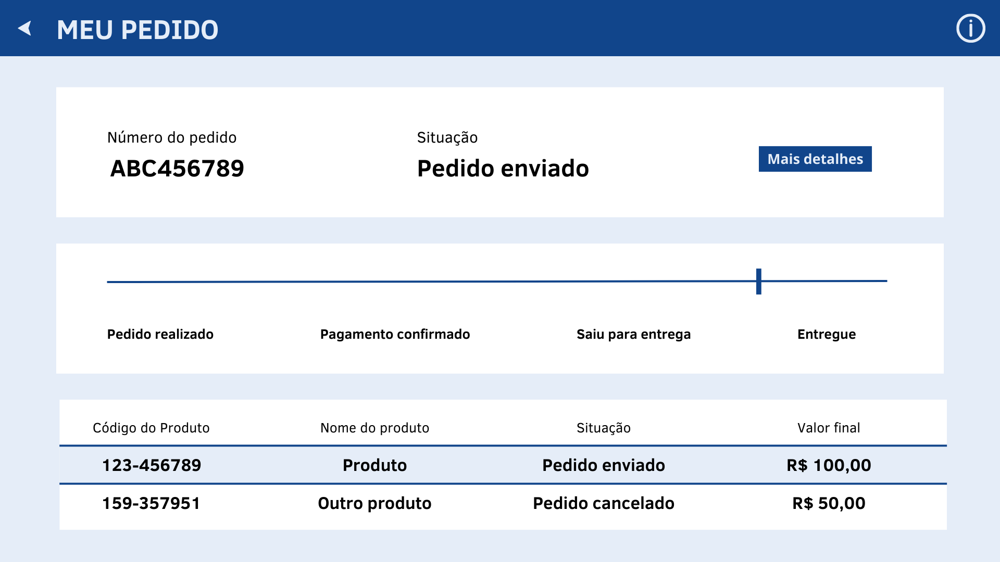 MEU PEDIDO
Número do pedido
ABC456789
Situação
Pedido enviado
Mais detalhes
Pedido realizado Pagamento confirmado Saiu para entrega Entregue
Código do Produto Nome do produto Situação Valor final
123-456789 Produto Pedido enviado R$ 100,00
159-357951 Outro produto Pedido cancelado R$ 50,00